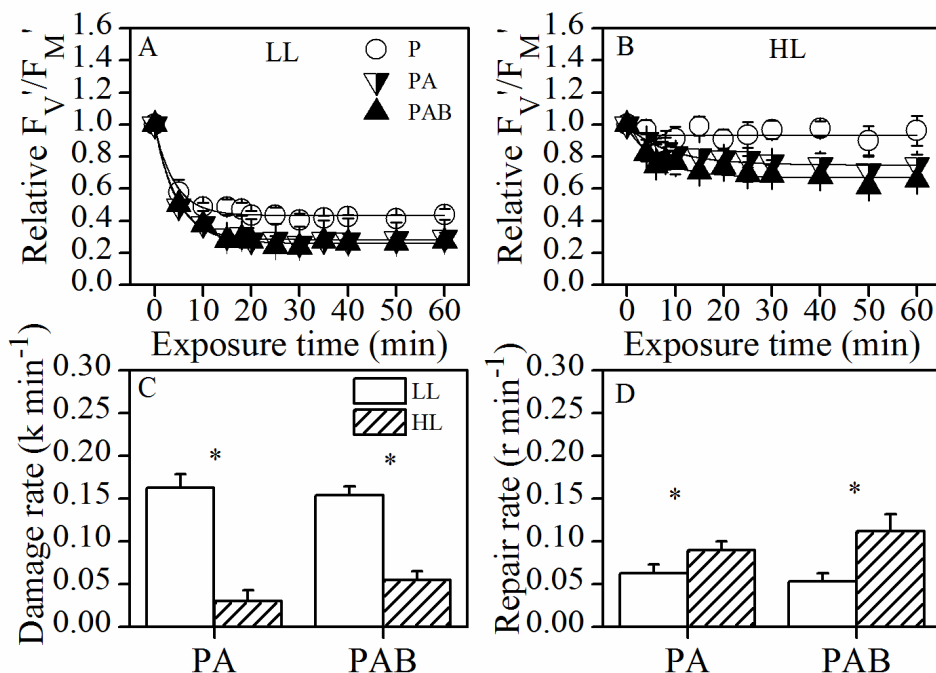 A
LL
P
PA
PAB
Relative F_V'/F_M'
1.6
1.4
1.2
1.0
0.8
0.6
0.4
0.2
0.0
0 10 20 30 40 50 60
Exposure time (min)
B
HL
Relative F_V'/F_M'
1.6
1.4
1.2
1.0
0.8
0.6
0.4
0.2
0.0
0 10 20 30 40 50 60
Exposure time (min)
C
LL
HL
Damage rate (k min⁻¹)
0.30
0.25
0.20
0.15
0.10
0.05
0.00
* *
PA PAB
D
Repair rate (r min⁻¹)
0.30
0.25
0.20
0.15
0.10
0.05
0.00
* *
PA PAB